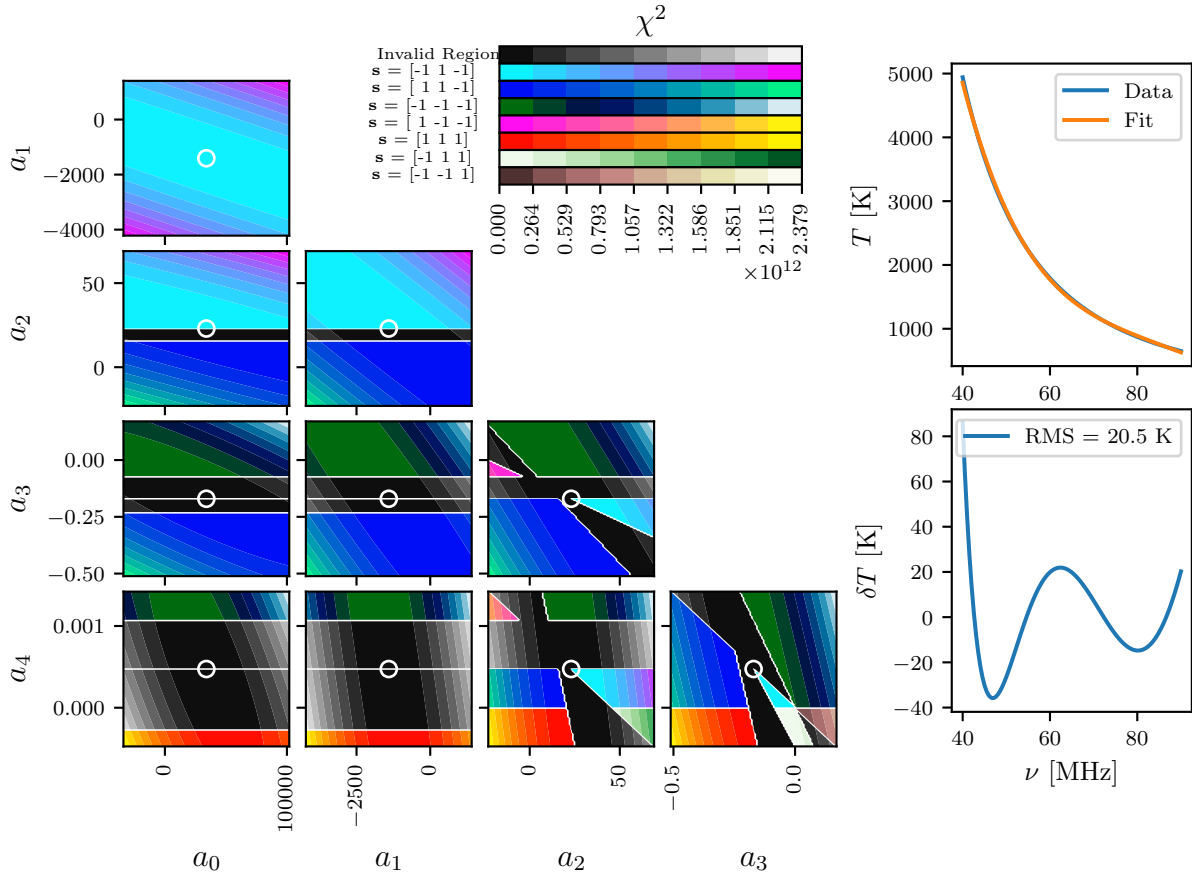 χ²
Invalid Region
s = [-1 1 -1]
s = [ 1 1 -1]
s = [-1 -1 -1]
s = [ 1 -1 -1]
s = [1 1 1]
s = [-1 1 1]
s = [-1 -1 1]
0.000 0.264 0.529 0.793 1.057 1.322 1.586 1.851 2.115 2.379
×10¹²
a₁
0
−2000
−4000
a₂
50
0
a₃
0.00
−0.25
−0.50
a₄
0.001
0.000
0 100000
−2500 0
0 50
−0.5 0.0
a₀ a₁ a₂ a₃
T [K]
5000
4000
3000
2000
1000
Data
Fit
40 60 80
δT [K]
80
60
40
20
0
−20
−40
RMS = 20.5 K
40 60 80
ν [MHz]